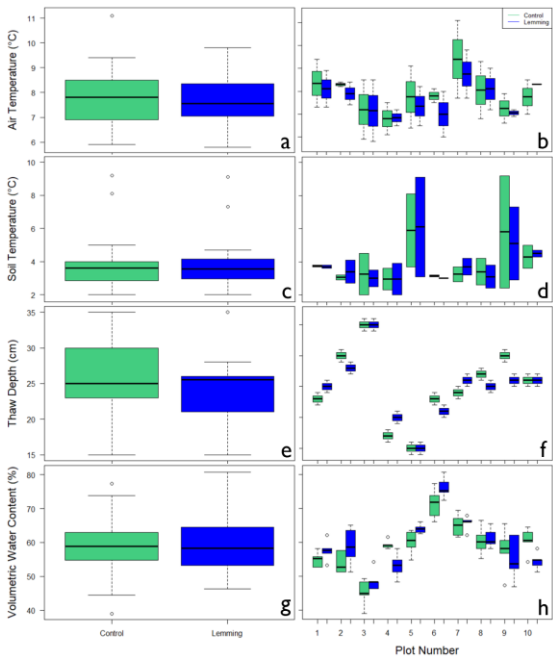 Control
Lemming
Air Temperature (°C)
11
10
9
8
7
6
a
b
Soil Temperature (°C)
10
8
6
4
2
c
d
Thaw Depth (cm)
35
30
25
20
15
e
f
Volumetric Water Content (%)
80
70
60
50
40
g
h
Control
Lemming
1 2 3 4 5 6 7 8 9 10
Plot Number